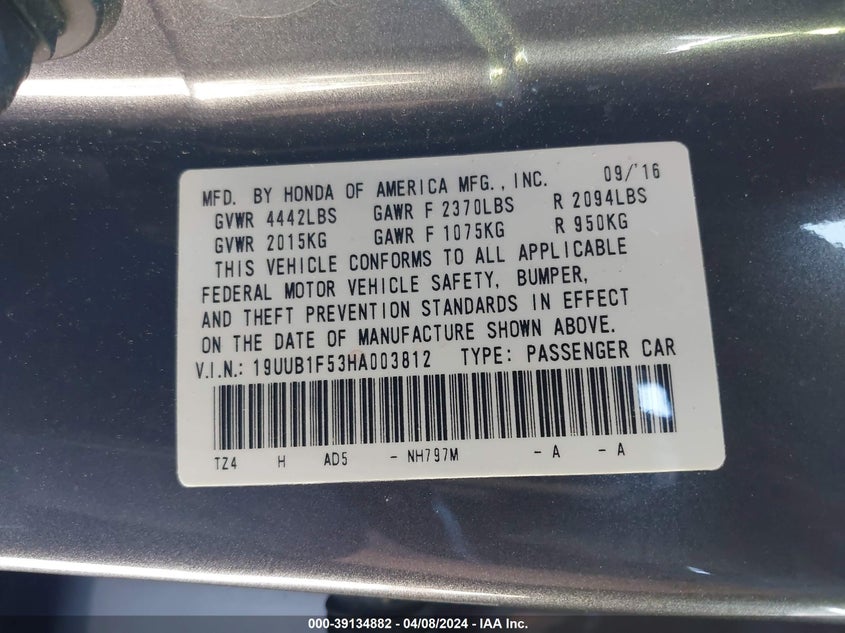 MFD. BY HONDA OF AMERICA MFG., INC. 09/'16
GVWR 4442LBS GAWR F 2370LBS R 2094LBS
GVWR 2015KG GAWR F 1075KG R 950KG
THIS VEHICLE CONFORMS TO ALL APPLICABLE
FEDERAL MOTOR VEHICLE SAFETY, BUMPER,
AND THEFT PREVENTION STANDARDS IN EFFECT
ON THE DATE OF MANUFACTURE SHOWN ABOVE.
V.I.N.: 19UUB1F53HA003812 TYPE: PASSENGER CAR
TZ4 H AD5 - NH797M - A - A
000-39134882 - 04/08/2024 - IAA Inc.